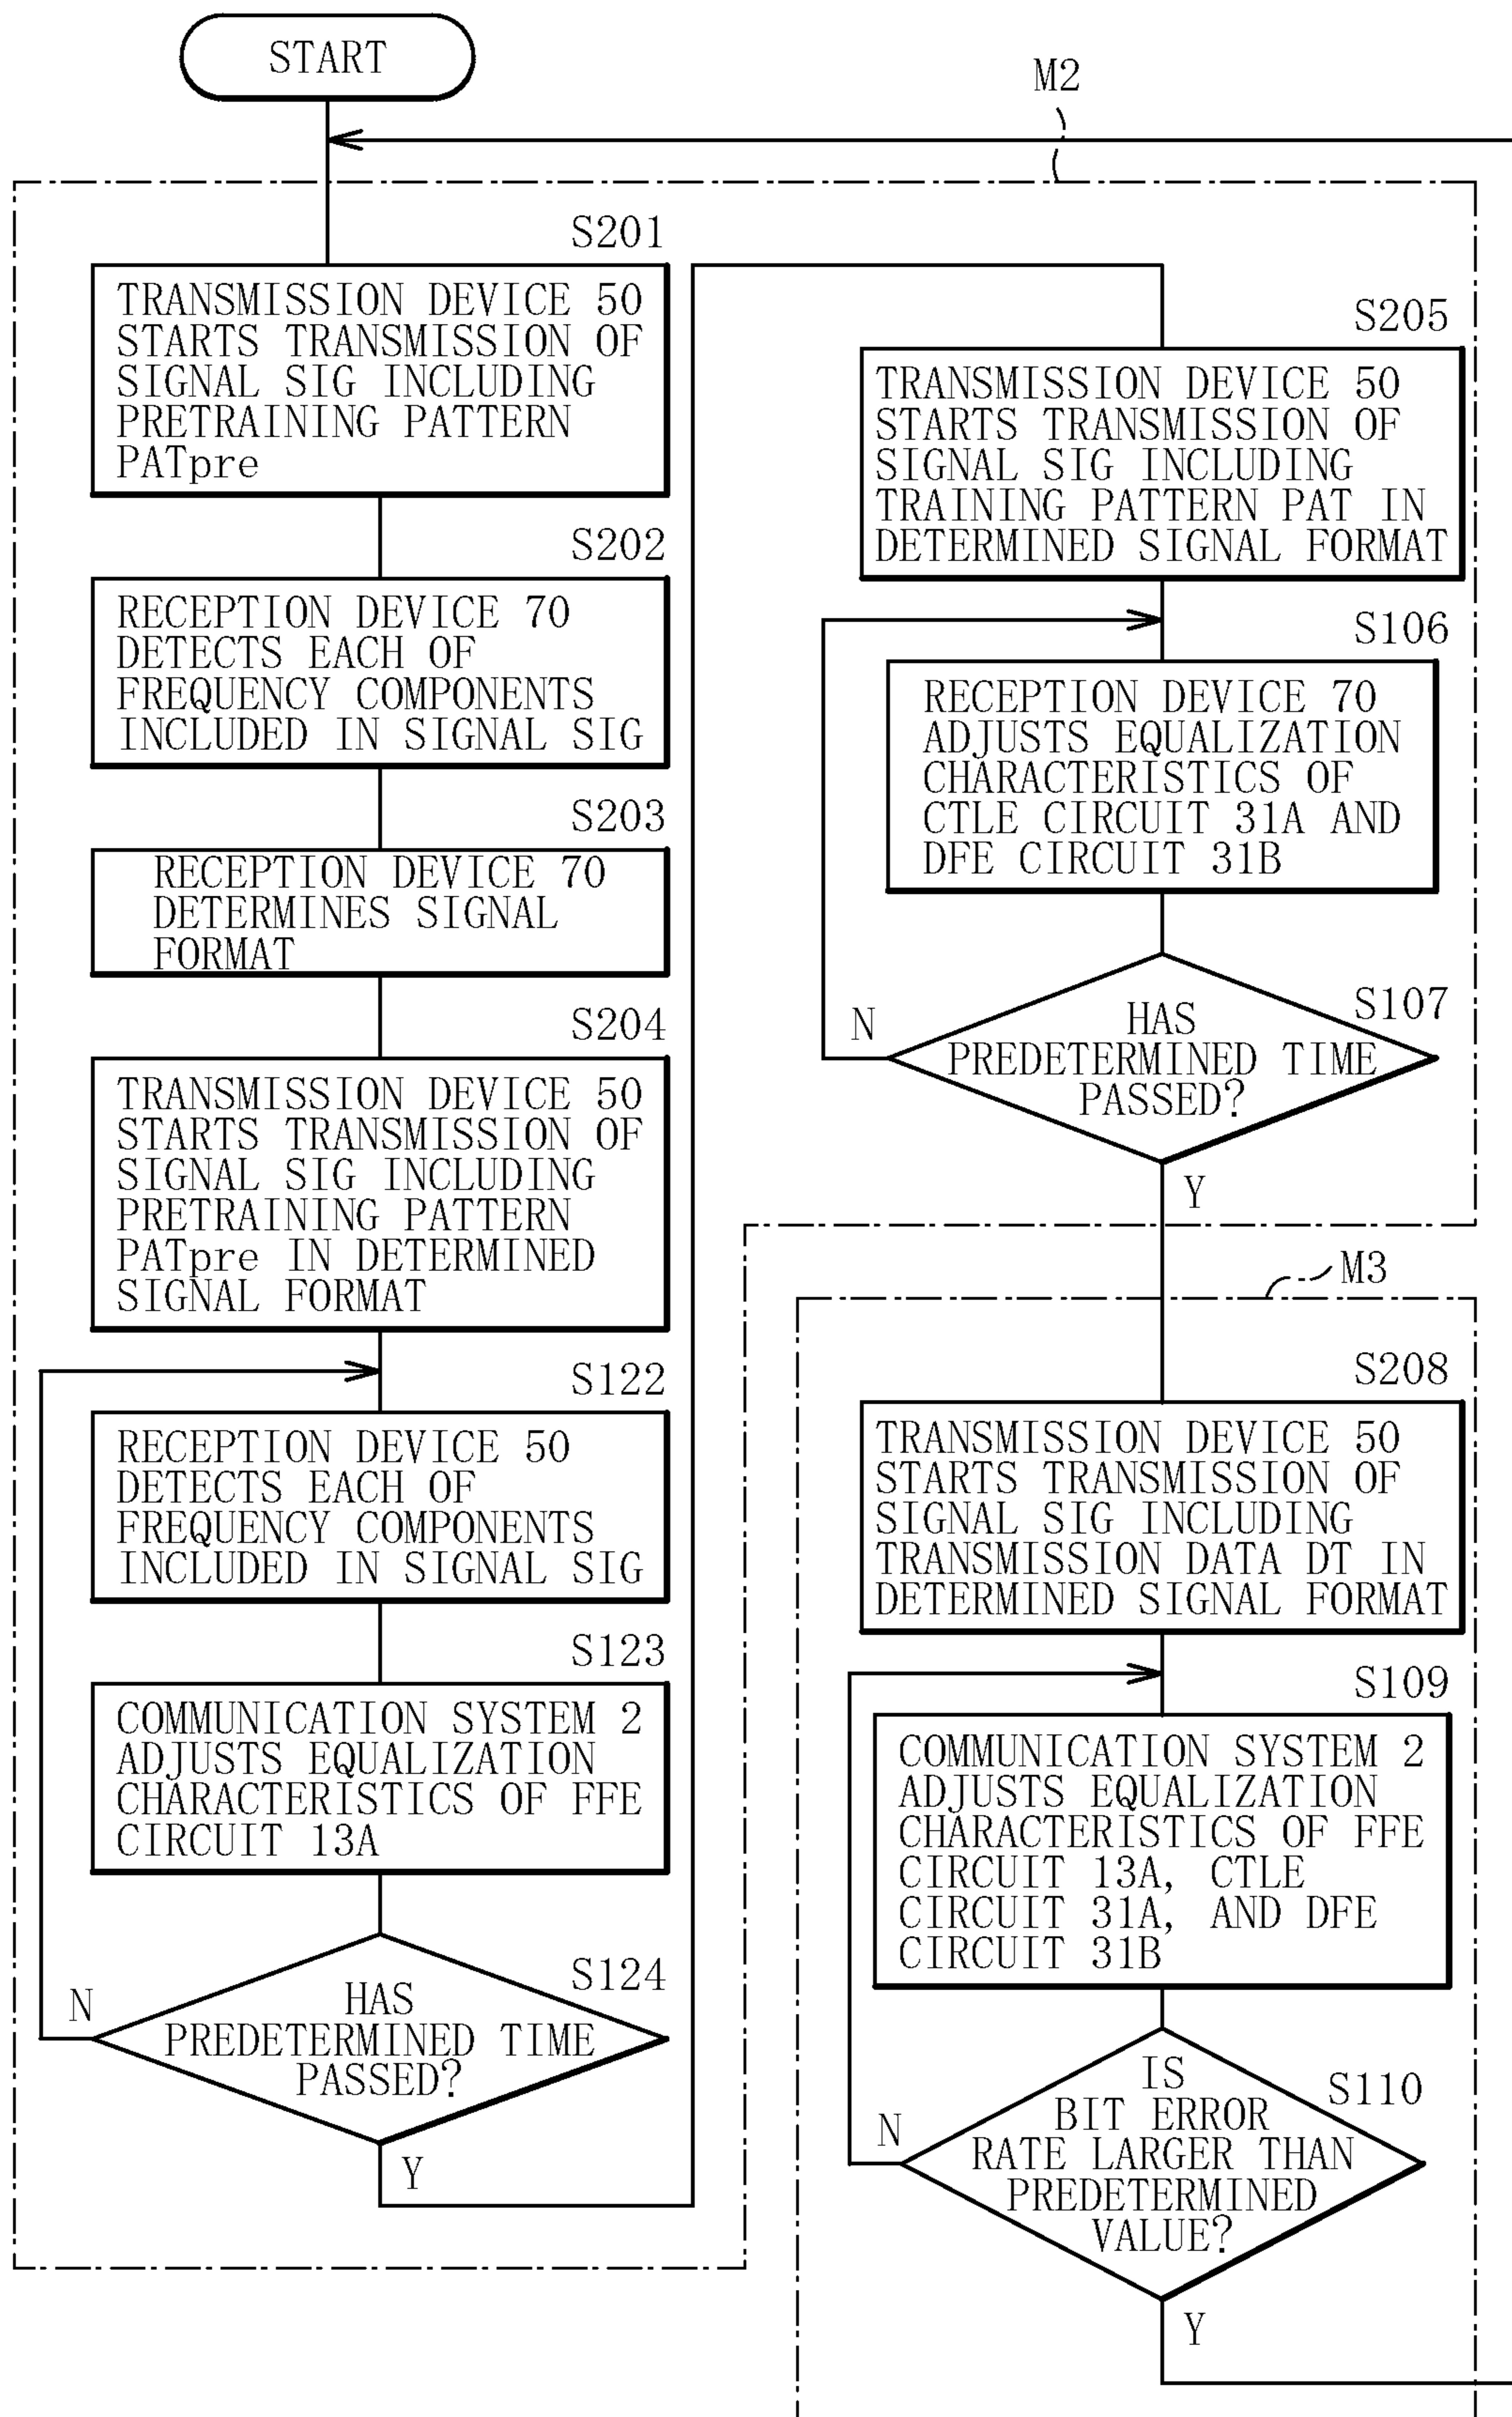 START
M2
S201
TRANSMISSION DEVICE 50
STARTS TRANSMISSION OF
SIGNAL SIG INCLUDING
PRETRAINING PATTERN
PATpre
S202
RECEPTION DEVICE 70
DETECTS EACH OF
FREQUENCY COMPONENTS
INCLUDED IN SIGNAL SIG
S203
RECEPTION DEVICE 70
DETERMINES SIGNAL
FORMAT
S204
TRANSMISSION DEVICE 50
STARTS TRANSMISSION OF
SIGNAL SIG INCLUDING
PRETRAINING PATTERN
PATpre IN DETERMINED
SIGNAL FORMAT
S122
RECEPTION DEVICE 50
DETECTS EACH OF
FREQUENCY COMPONENTS
INCLUDED IN SIGNAL SIG
S123
COMMUNICATION SYSTEM 2
ADJUSTS EQUALIZATION
CHARACTERISTICS OF FFE
CIRCUIT 13A
S124
HAS
PREDETERMINED TIME
PASSED?
N
Y
S205
TRANSMISSION DEVICE 50
STARTS TRANSMISSION OF
SIGNAL SIG INCLUDING
TRAINING PATTERN PAT IN
DETERMINED SIGNAL FORMAT
S106
RECEPTION DEVICE 70
ADJUSTS EQUALIZATION
CHARACTERISTICS OF
CTLE CIRCUIT 31A AND
DFE CIRCUIT 31B
S107
HAS
PREDETERMINED TIME
PASSED?
N
Y
M3
S208
TRANSMISSION DEVICE 50
STARTS TRANSMISSION OF
SIGNAL SIG INCLUDING
TRANSMISSION DATA DT IN
DETERMINED SIGNAL FORMAT
S109
COMMUNICATION SYSTEM 2
ADJUSTS EQUALIZATION
CHARACTERISTICS OF FFE
CIRCUIT 13A, CTLE
CIRCUIT 31A, AND DFE
CIRCUIT 31B
S110
IS
BIT ERROR
RATE LARGER THAN
PREDETERMINED
VALUE?
N
Y